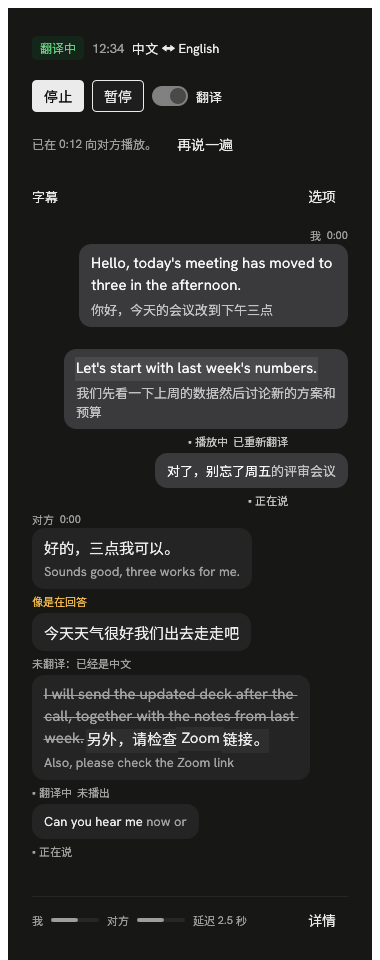 翻译中 12:34 中文 ⬌ English
停止 暂停 翻译
已在 0:12 向对方播放。 再说一遍
字幕 选项
我 0:00
Hello, today's meeting has moved to
three in the afternoon.
你好，今天的会议改到下午三点
Let's start with last week's numbers.
我们先看一下上周的数据然后讨论新的方案和
预算
• 播放中 已重新翻译
对了，别忘了周五的评审会议
• 正在说
对方 0:00
好的，三点我可以。
Sounds good, three works for me.
像是在回答
今天天气很好我们出去走走吧
未翻译：已经是中文
I will send the updated deck after the
call, together with the notes from last
week. 另外，请检查 Zoom 链接。
Also, please check the Zoom link
• 翻译中 未播出
Can you hear me now or
• 正在说
我 对方 延迟 2.5 秒 详情